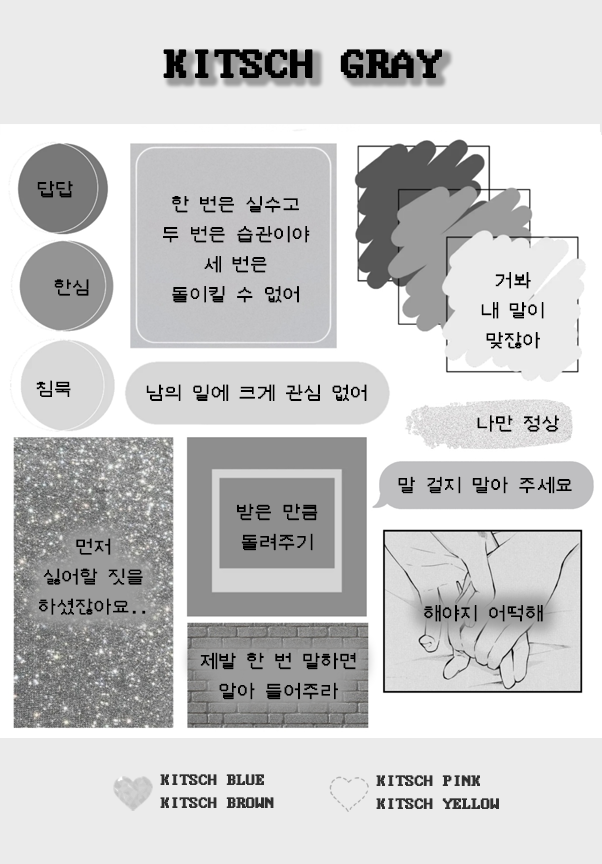 KITSCH GRAY
답답
한심
침묵
한 번은 실수고
두 번은 습관이야
세 번은
돌이킬 수 없어
거봐
내 말이
맞잖아
남의 일에 크게 관심 없어
나만 정상
말 걸지 말아 주세요
먼저
싫어할 짓을
하셨잖아요..
받은 만큼
돌려주기
제발 한 번 말하면
알아 들어주라
해야지 어떡해
KITSCH BLUE
KITSCH BROWN
KITSCH PINK
KITSCH YELLOW